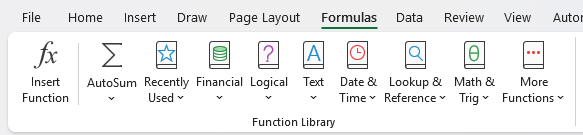 File Home Insert Draw Page Layout Formulas Data Review View Autor
fx Σ ? A θ
Insert Function
AutoSum
Recently Used
Financial
Logical
Text
Date & Time
Lookup & Reference
Math & Trig
More Functions
Function Library